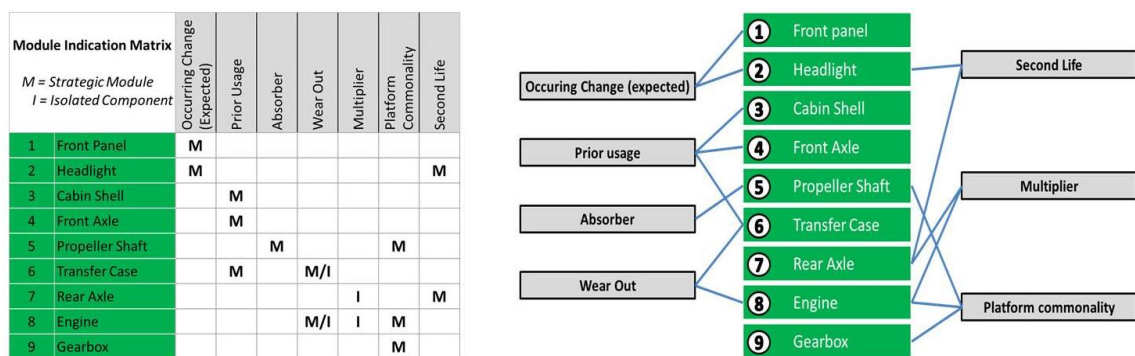 Module Indication Matrix
M = Strategic Module
I = Isolated Component
Occurring Change
(Expected)
Prior Usage
Absorber
Wear Out
Multiplier
Platform
Commonality
Second Life
1 Front Panel M
2 Headlight M M
3 Cabin Shell M
4 Front Axle M
5 Propeller Shaft M M
6 Transfer Case M M/I
7 Rear Axle I M
8 Engine M/I I M
9 Gearbox M
Occuring Change (expected)
Prior usage
Absorber
Wear Out
1 Front panel
2 Headlight
3 Cabin Shell
4 Front Axle
5 Propeller Shaft
6 Transfer Case
7 Rear Axle
8 Engine
9 Gearbox
Second Life
Multiplier
Platform commonality